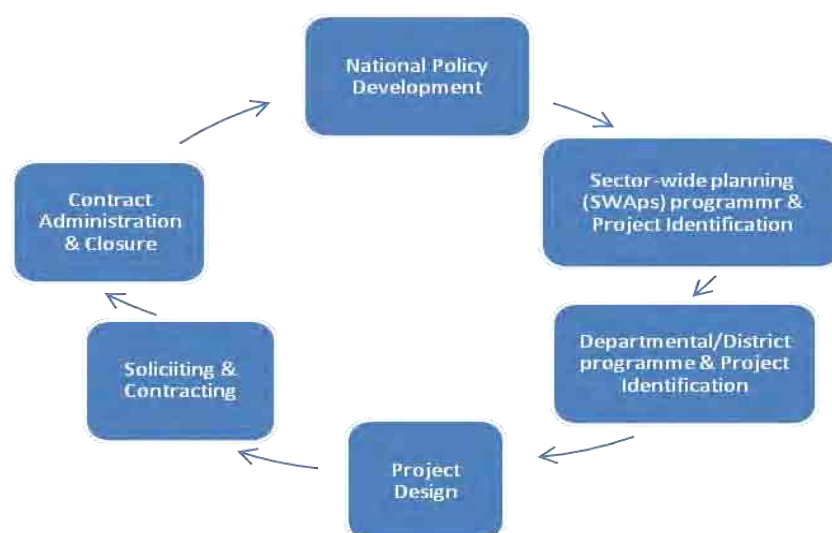 National Policy
Development
Sector-wide planning
(SWAps) programmr &
Project Identification
Departmental/District
programme & Project
Identification
Project
Design
Soliciiting &
Contracting
Contract
Administration
& Closure